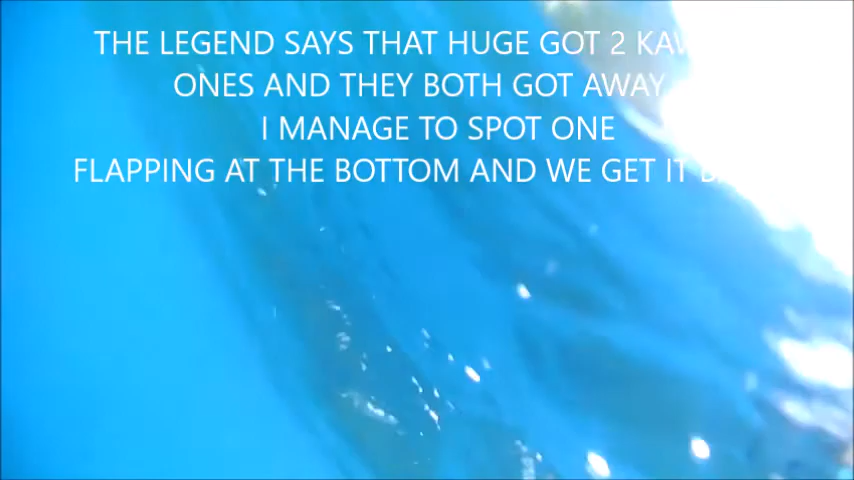 THE LEGEND SAYS THAT HUGE GOT 2
ONES AND THEY BOTH GOT AWAY
I MANAGE TO SPOT ONE
FLAPPING AT THE BOTTOM AND WE GET IT